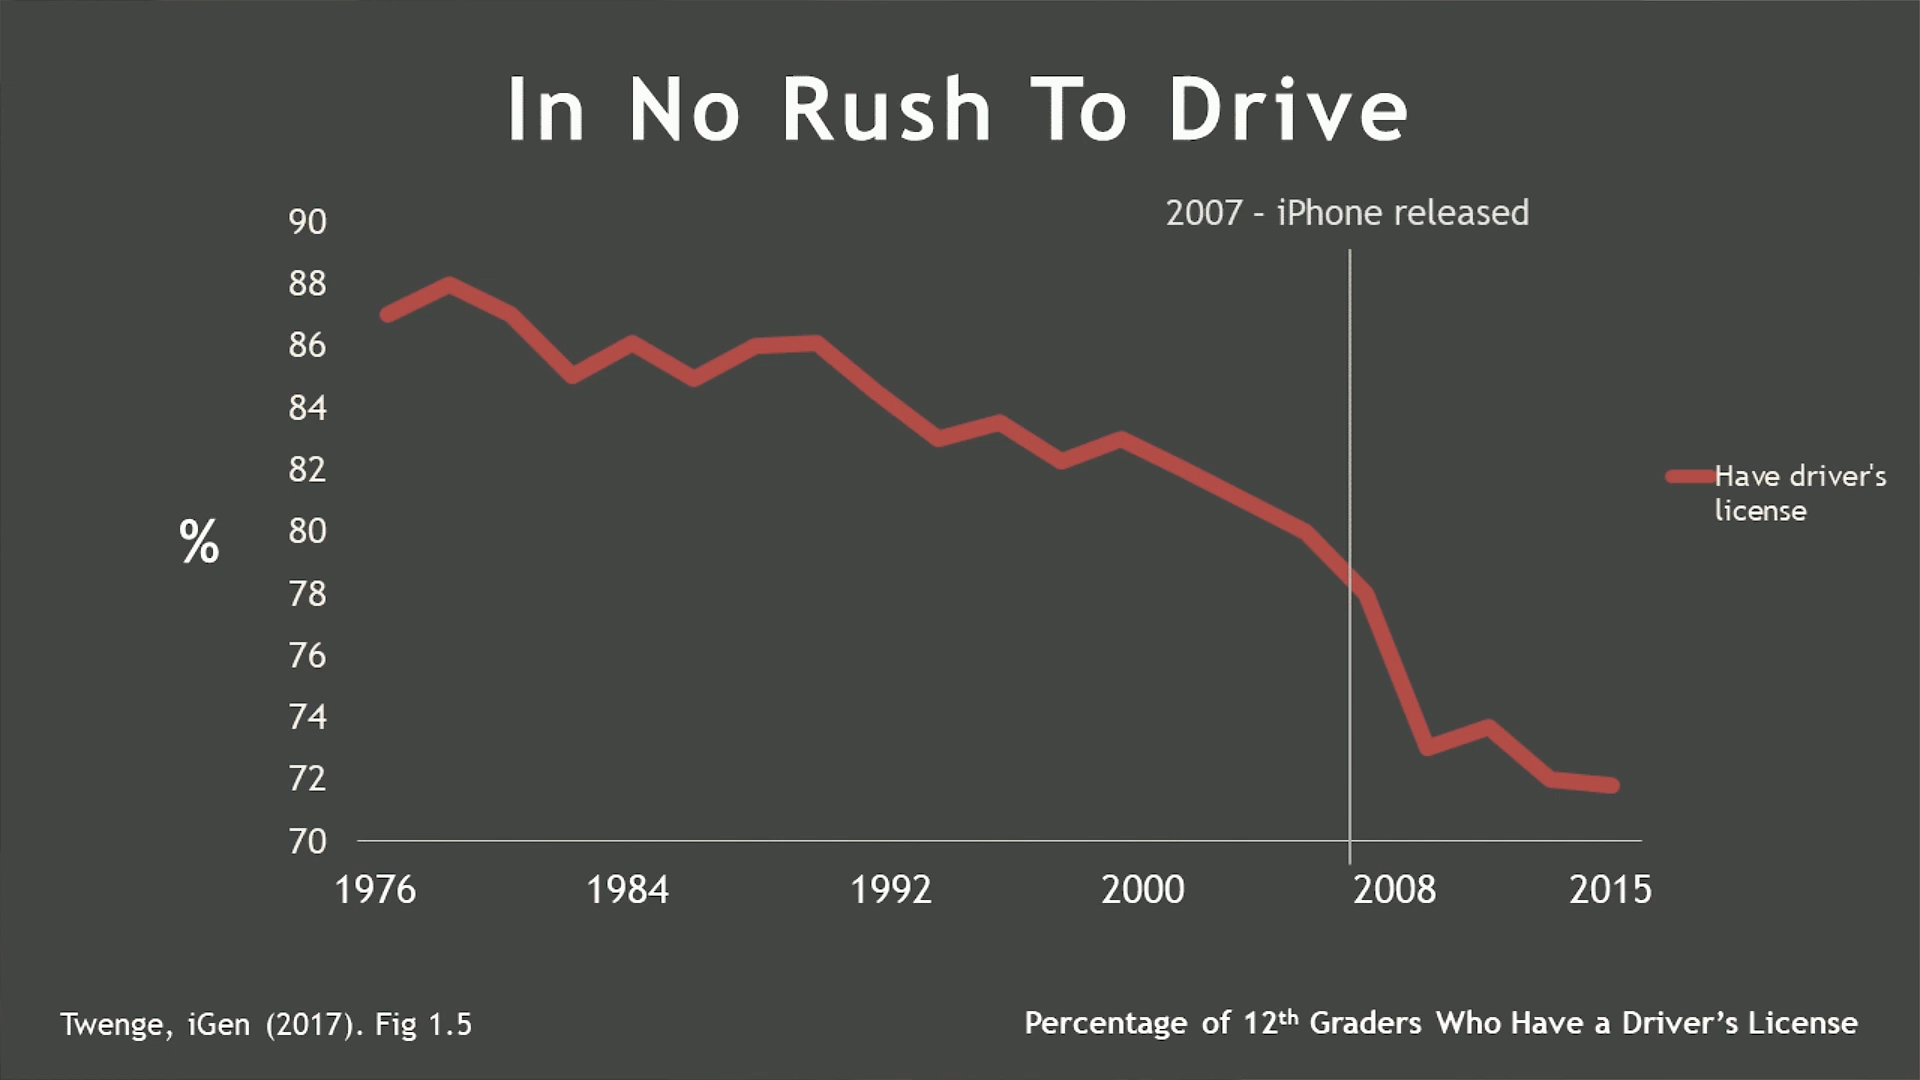 In No Rush To Drive
2007 – iPhone released
90
88
86
84
82
80
78
76
74
72
70
%
Have driver's
license
1976 1984 1992 2000 2008 2015
Twenge, iGen (2017). Fig 1.5
Percentage of 12th Graders Who Have a Driver’s License